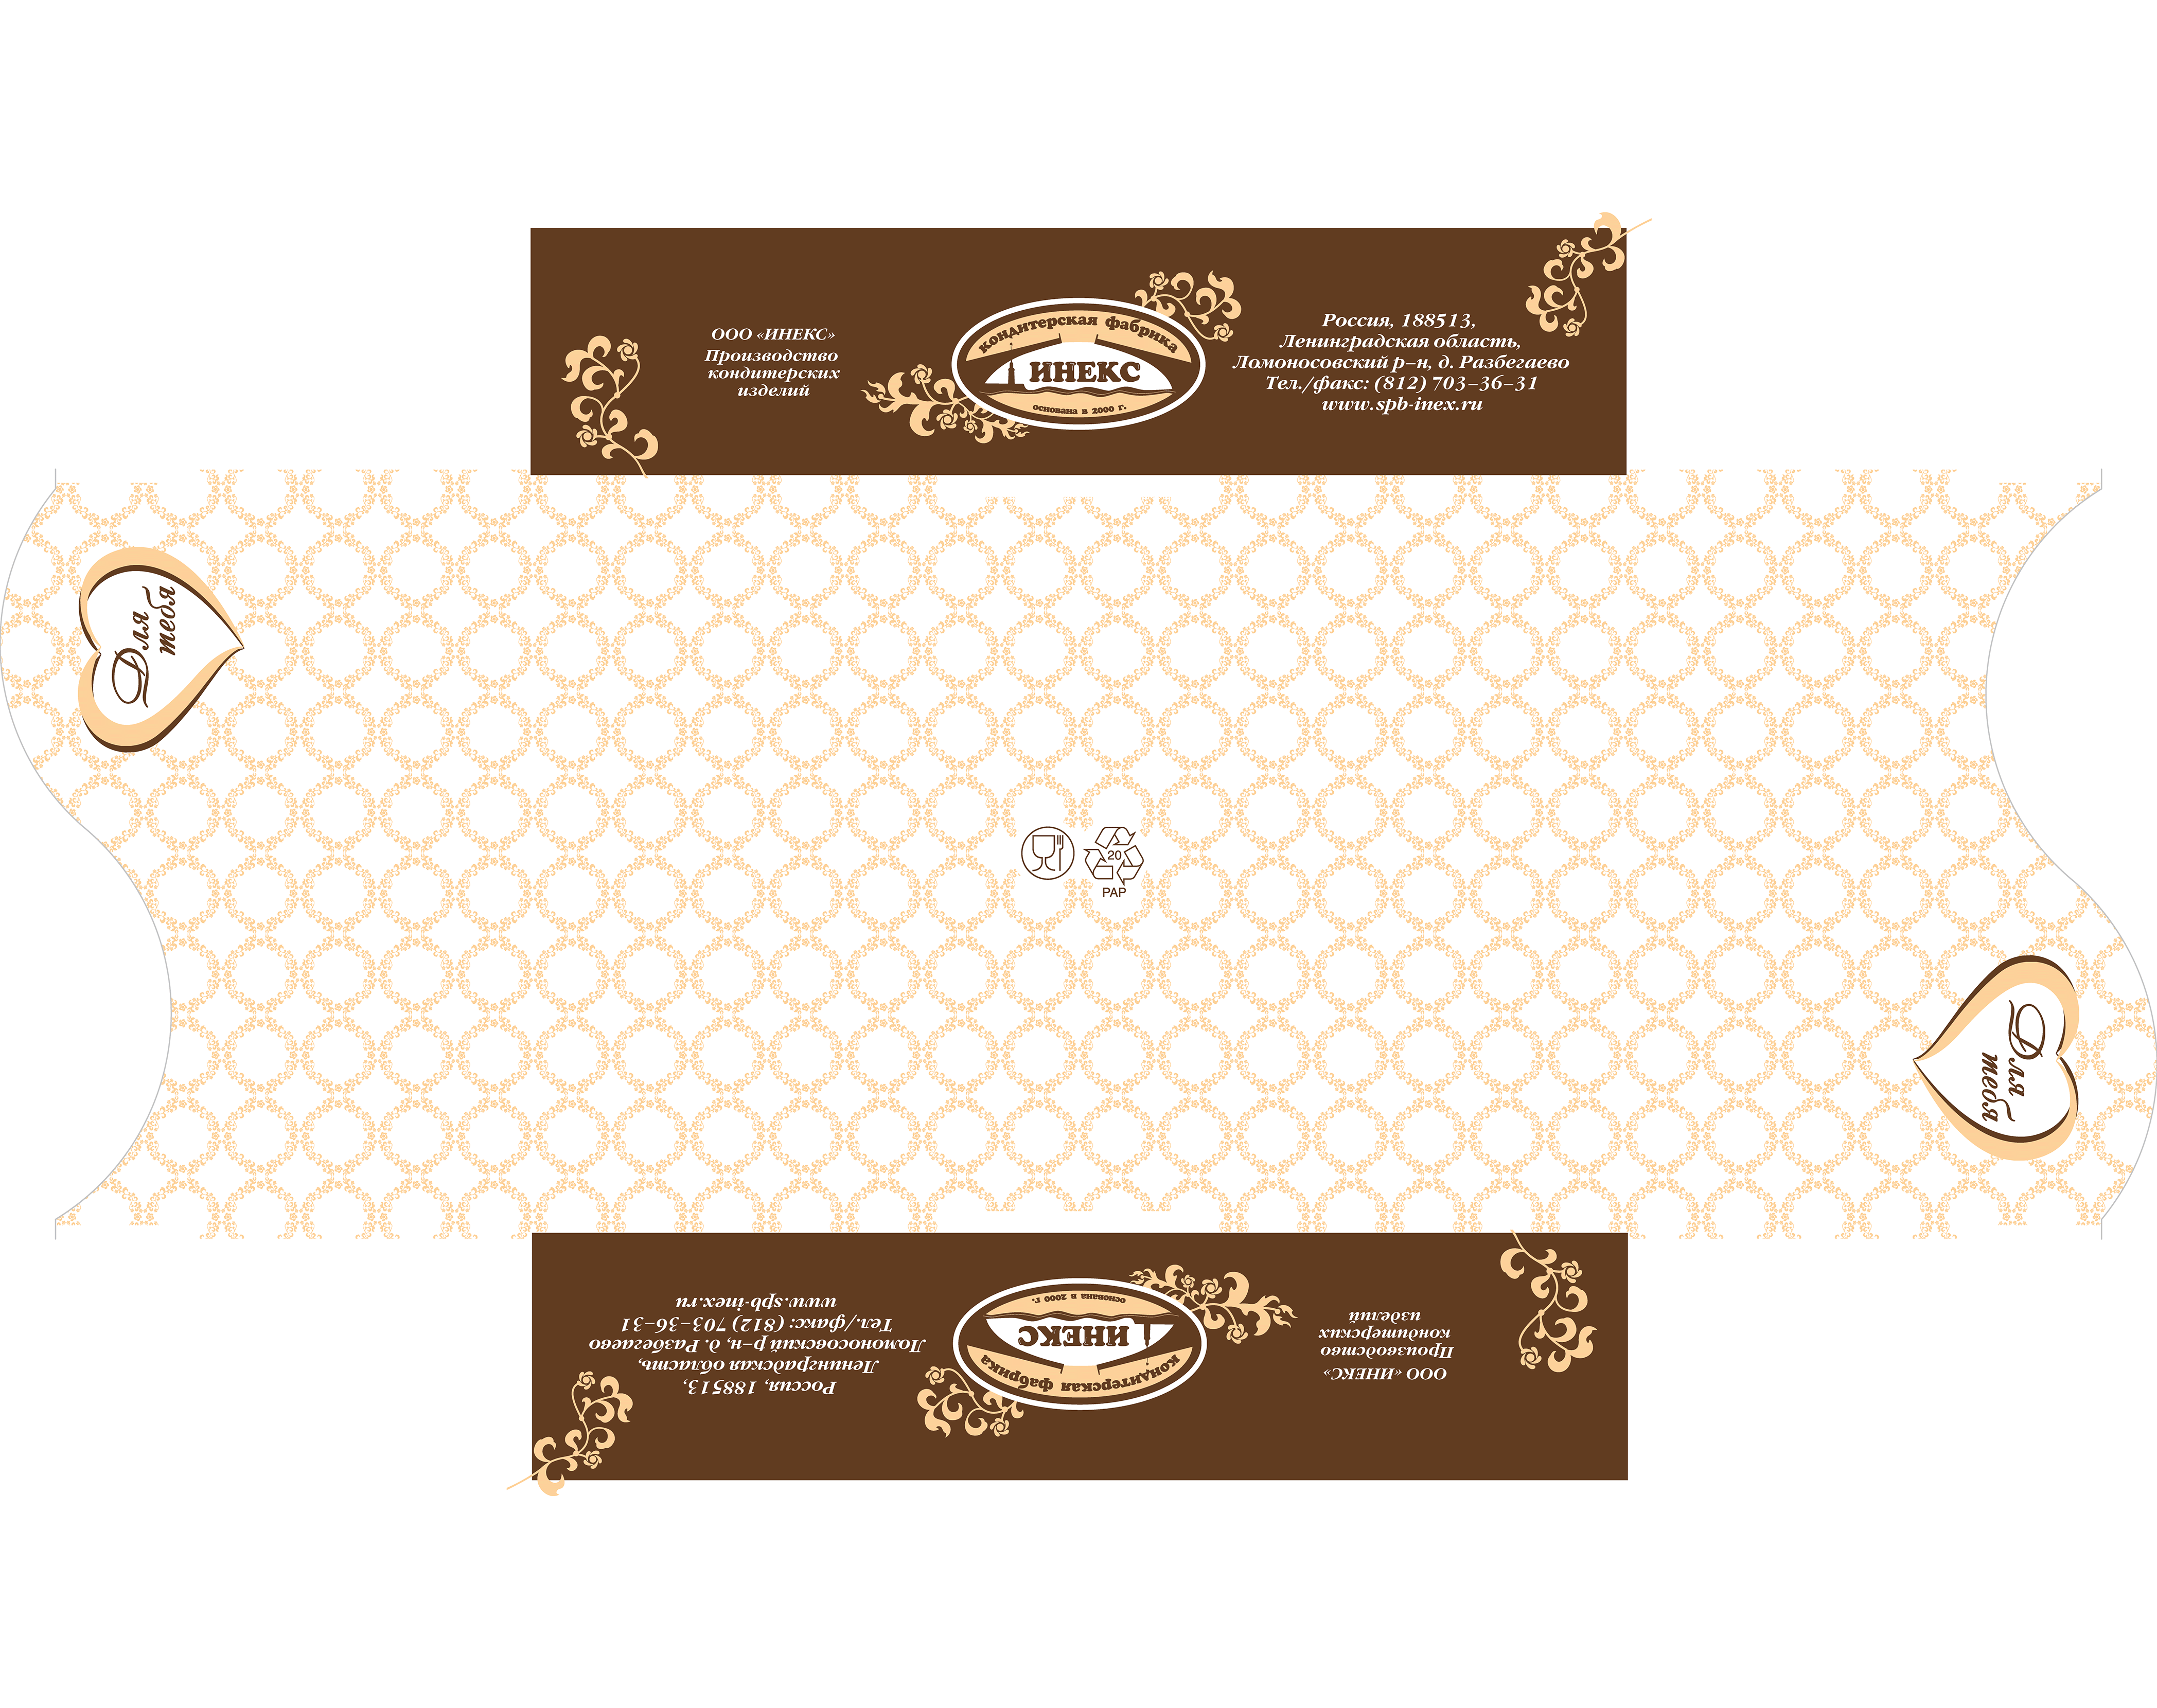 ООО «ИНЕКС»
Производство
кондитерских
изделий
кондитерская фабрика
ИНЕКС
основана в 2000 г.
Россия, 188513,
Ленинградская область,
Ломоносовский р–н, д. Разбегаево
Тел./факс: (812) 703–36–31
www.spb-inex.ru
Для
тебя
20
PAP
Для
тебя
ООО «ИНЕКС»
Производство
кондитерских
изделий
кондитерская фабрика
ИНЕКС
основана в 2000 г.
Россия, 188513,
Ленинградская область,
Ломоносовский р–н, д. Разбегаево
Тел./факс: (812) 703–36–31
www.spb-inex.ru